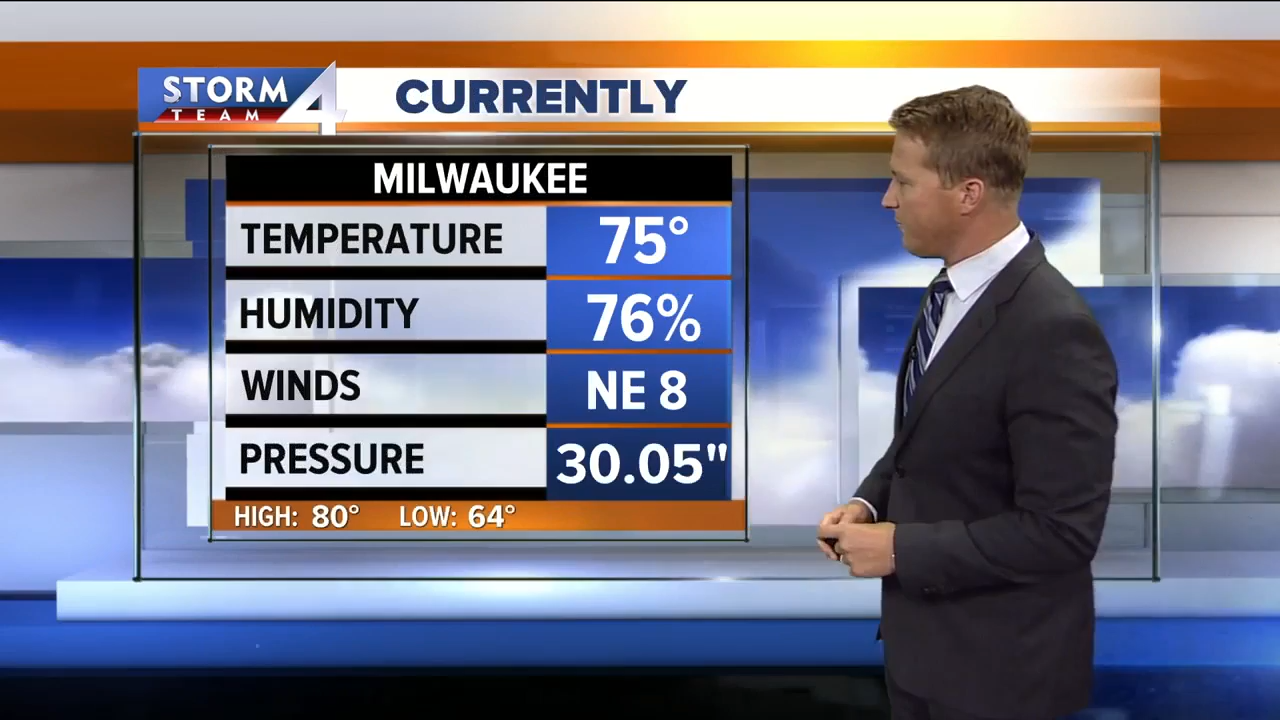 STORM
TEAM
4
CURRENTLY
MILWAUKEE
TEMPERATURE 75°
HUMIDITY 76%
WINDS NE 8
PRESSURE 30.05"
HIGH: 80° LOW: 64°